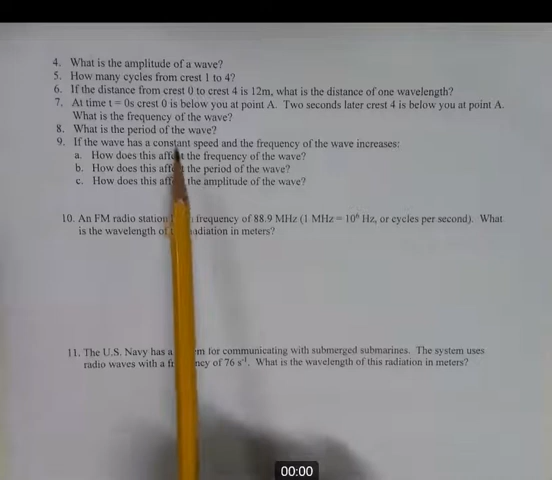 4. What is the amplitude of a wave?
5. How many cycles from crest 1 to 4?
6. If the distance from crest 0 to crest 4 is 12m, what is the distance of one wavelength?
7. At time t = 0s crest 0 is below you at point A. Two seconds later crest 4 is below you at point A.
What is the frequency of the wave?
8. What is the period of the wave?
9. If the wave has a constant speed and the frequency of the wave increases:
a. How does this aff t the frequency of the wave?
b. How does this aff t the period of the wave?
c. How does this aff the amplitude of the wave?
10. An FM radio station frequency of 88.9 MHz (1 MHz = 10⁶ Hz, or cycles per second). What
is the wavelength of adiation in meters?
11. The U.S. Navy has a m for communicating with submerged submarines. The system uses
radio waves with a fr ncy of 76 s⁻¹. What is the wavelength of this radiation in meters?
00:00